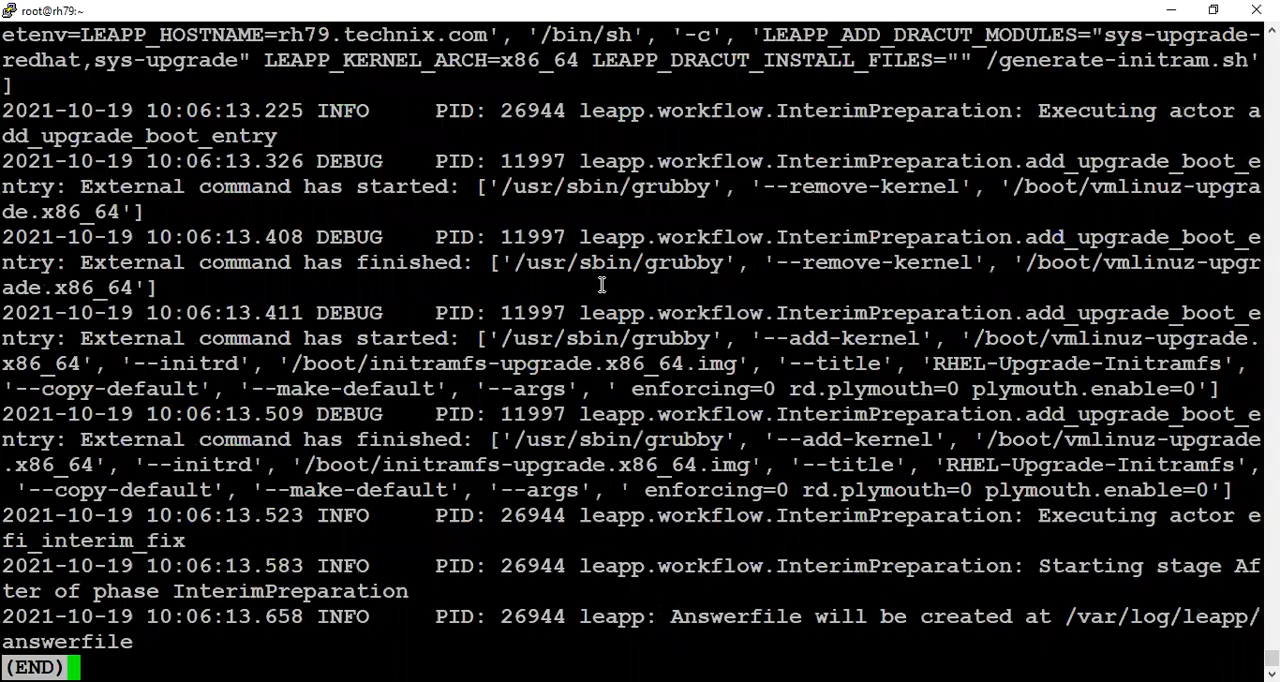 root@rh79:~
etenv=LEAPP_HOSTNAME=rh79.technix.com', '/bin/sh', '-c', 'LEAPP_ADD_DRACUT_MODULES="sys-upgrade-
redhat,sys-upgrade" LEAPP_KERNEL_ARCH=x86_64 LEAPP_DRACUT_INSTALL_FILES="" /generate-initram.sh'
]
2021-10-19 10:06:13.225 INFO     PID: 26944 leapp.workflow.InterimPreparation: Executing actor a
dd_upgrade_boot_entry
2021-10-19 10:06:13.326 DEBUG    PID: 11997 leapp.workflow.InterimPreparation.add_upgrade_boot_e
ntry: External command has started: ['/usr/sbin/grubby', '--remove-kernel', '/boot/vmlinuz-upgra
de.x86_64']
2021-10-19 10:06:13.408 DEBUG    PID: 11997 leapp.workflow.InterimPreparation.add_upgrade_boot_e
ntry: External command has finished: ['/usr/sbin/grubby', '--remove-kernel', '/boot/vmlinuz-upgr
ade.x86_64']
2021-10-19 10:06:13.411 DEBUG    PID: 11997 leapp.workflow.InterimPreparation.add_upgrade_boot_e
ntry: External command has started: ['/usr/sbin/grubby', '--add-kernel', '/boot/vmlinuz-upgrade.
x86_64', '--initrd', '/boot/initramfs-upgrade.x86_64.img', '--title', 'RHEL-Upgrade-Initramfs',
'--copy-default', '--make-default', '--args', ' enforcing=0 rd.plymouth=0 plymouth.enable=0']
2021-10-19 10:06:13.509 DEBUG    PID: 11997 leapp.workflow.InterimPreparation.add_upgrade_boot_e
ntry: External command has finished: ['/usr/sbin/grubby', '--add-kernel', '/boot/vmlinuz-upgrade
.x86_64', '--initrd', '/boot/initramfs-upgrade.x86_64.img', '--title', 'RHEL-Upgrade-Initramfs',
 '--copy-default', '--make-default', '--args', ' enforcing=0 rd.plymouth=0 plymouth.enable=0']
2021-10-19 10:06:13.523 INFO     PID: 26944 leapp.workflow.InterimPreparation: Executing actor e
fi_interim_fix
2021-10-19 10:06:13.583 INFO     PID: 26944 leapp.workflow.InterimPreparation: Starting stage Af
ter of phase InterimPreparation
2021-10-19 10:06:13.658 INFO     PID: 26944 leapp: Answerfile will be created at /var/log/leapp/
answerfile
(END)